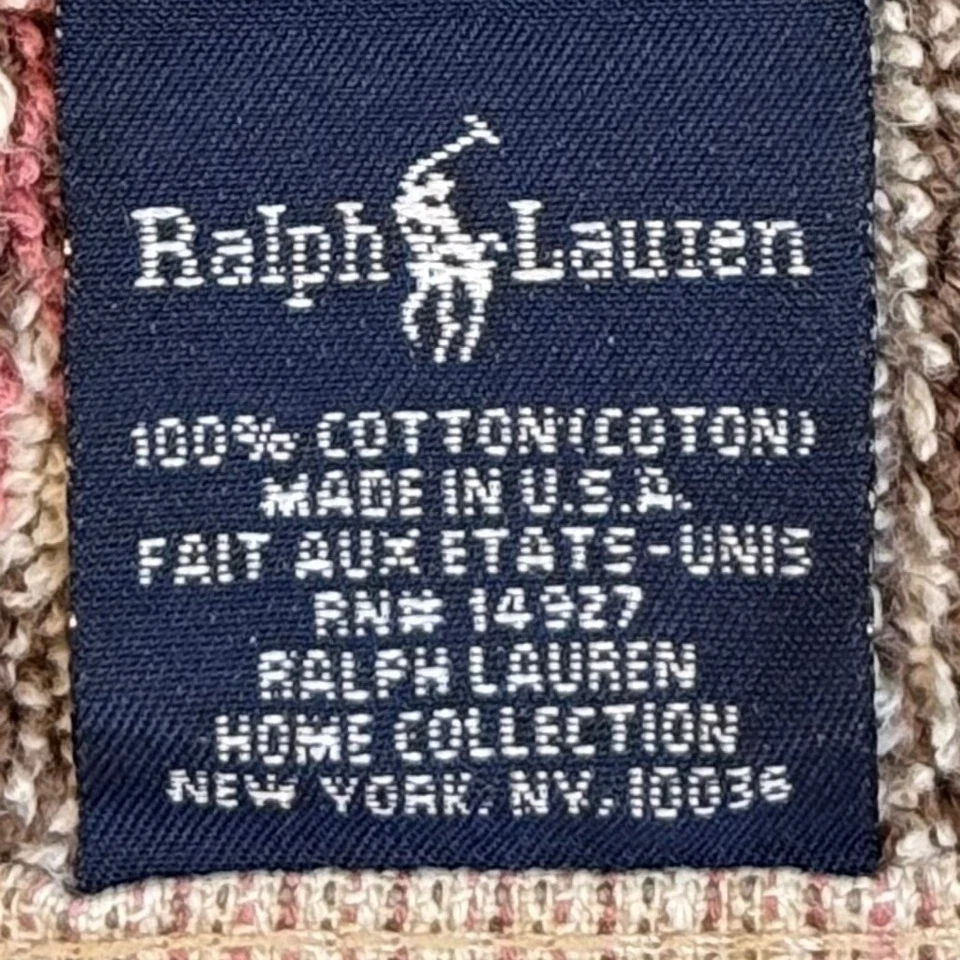 Ralph Lauren
100% COTTON (COTON)
MADE IN U.S.A.
FAIT AUX ETATS-UNIS
RN# 14927
RALPH LAUREN
HOME COLLECTION
NEW YORK, NY, 10036